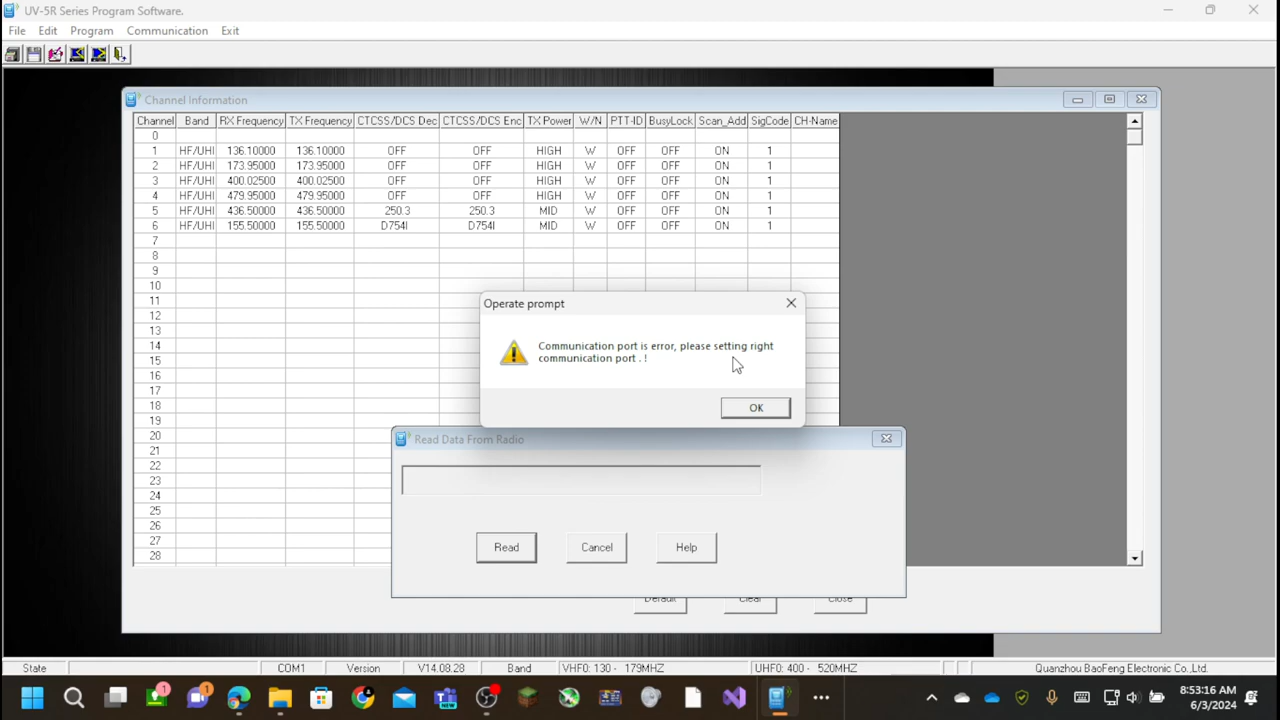 UV-5R Series Program Software.
File Edit Program Communication Exit
Channel Information
Channel Band RX Frequency TX Frequency CTCSS/DCS Dec CTCSS/DCS Enc TX Power W/N PTT-ID BusyLock Scan_Add SigCode CH-Name
0
1 HF/UHI 136.10000 136.10000 OFF OFF HIGH W OFF OFF ON 1
2 HF/UHI 173.95000 173.95000 OFF OFF HIGH W OFF OFF ON 1
3 HF/UHI 400.02500 400.02500 OFF OFF HIGH W OFF OFF ON 1
4 HF/UHI 479.95000 479.95000 OFF OFF HIGH W OFF OFF ON 1
5 HF/UHI 436.50000 436.50000 250.3 250.3 MID W OFF OFF ON 1
6 HF/UHI 155.50000 155.50000 D754I D754I MID W OFF OFF ON 1
7
8
9
10
11
12
13
14
15
16
17
18
19
20
21
22
23
24
25
26
27
28
Operate prompt
Communication port is error, please setting right
communication port . !
OK
Read Data From Radio
Read Cancel Help
Default Clear Close
State COM1 Version V14.08.28 Band VHF0: 130 - 179MHZ UHF0: 400 - 520MHZ Quanzhou BaoFeng Electronic Co.,Ltd.
1 1 NEW 8:53:16 AM
6/3/2024